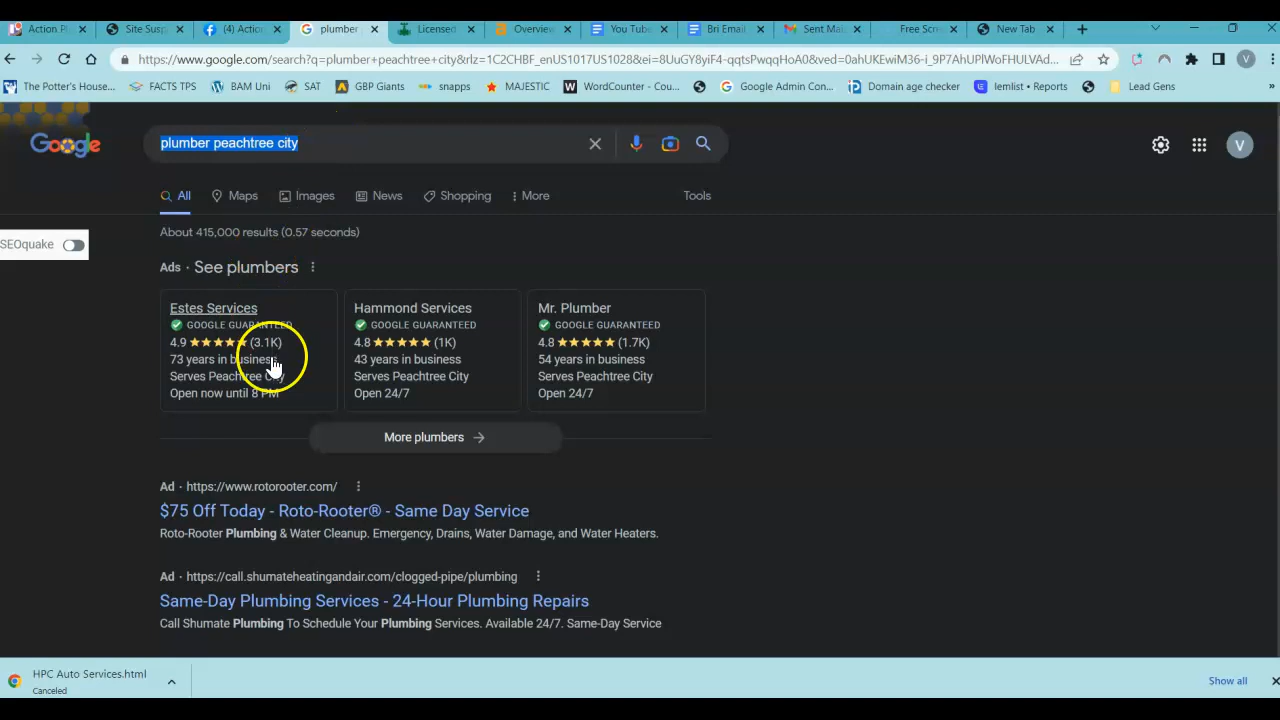 Action Pl
Site Susp
(4) Action
plumber
Licensed
Overview
You Tube
Bri Email
Sent Mai
Free Scre
New Tab
https://www.google.com/search?q=plumber+peachtree+city&rlz=1C2CHBF_enUS1017US1028&ei=8UuGY8yiF4-qqtsPwqqHoA0&ved=0ahUKEwiM36-i_9P7AhUPlWoFHULVAd...
The Potter's House...
FACTS TPS
BAM Uni
SAT
GBP Giants
snapps
MAJESTIC
WordCounter - Cou...
Google Admin Con...
Domain age checker
lemlist • Reports
Lead Gens
»
Google
plumber peachtree city
V
All
Maps
Images
News
Shopping
More
Tools
About 415,000 results (0.57 seconds)
SEOquake
Ads · See plumbers
Estes Services
GOOGLE GUARANTEED
4.9 ★★★★★ (3.1K)
73 years in business
Serves Peachtree City
Open now until 8 PM
Hammond Services
GOOGLE GUARANTEED
4.8 ★★★★★ (1K)
43 years in business
Serves Peachtree City
Open 24/7
Mr. Plumber
GOOGLE GUARANTEED
4.8 ★★★★★ (1.7K)
54 years in business
Serves Peachtree City
Open 24/7
More plumbers →
Ad · https://www.rotorooter.com/
$75 Off Today - Roto-Rooter® - Same Day Service
Roto-Rooter Plumbing & Water Cleanup. Emergency, Drains, Water Damage, and Water Heaters.
Ad · https://call.shumateheatingandair.com/clogged-pipe/plumbing
Same-Day Plumbing Services - 24-Hour Plumbing Repairs
Call Shumate Plumbing To Schedule Your Plumbing Services. Available 24/7. Same-Day Service
HPC Auto Services.html
Canceled
Show all